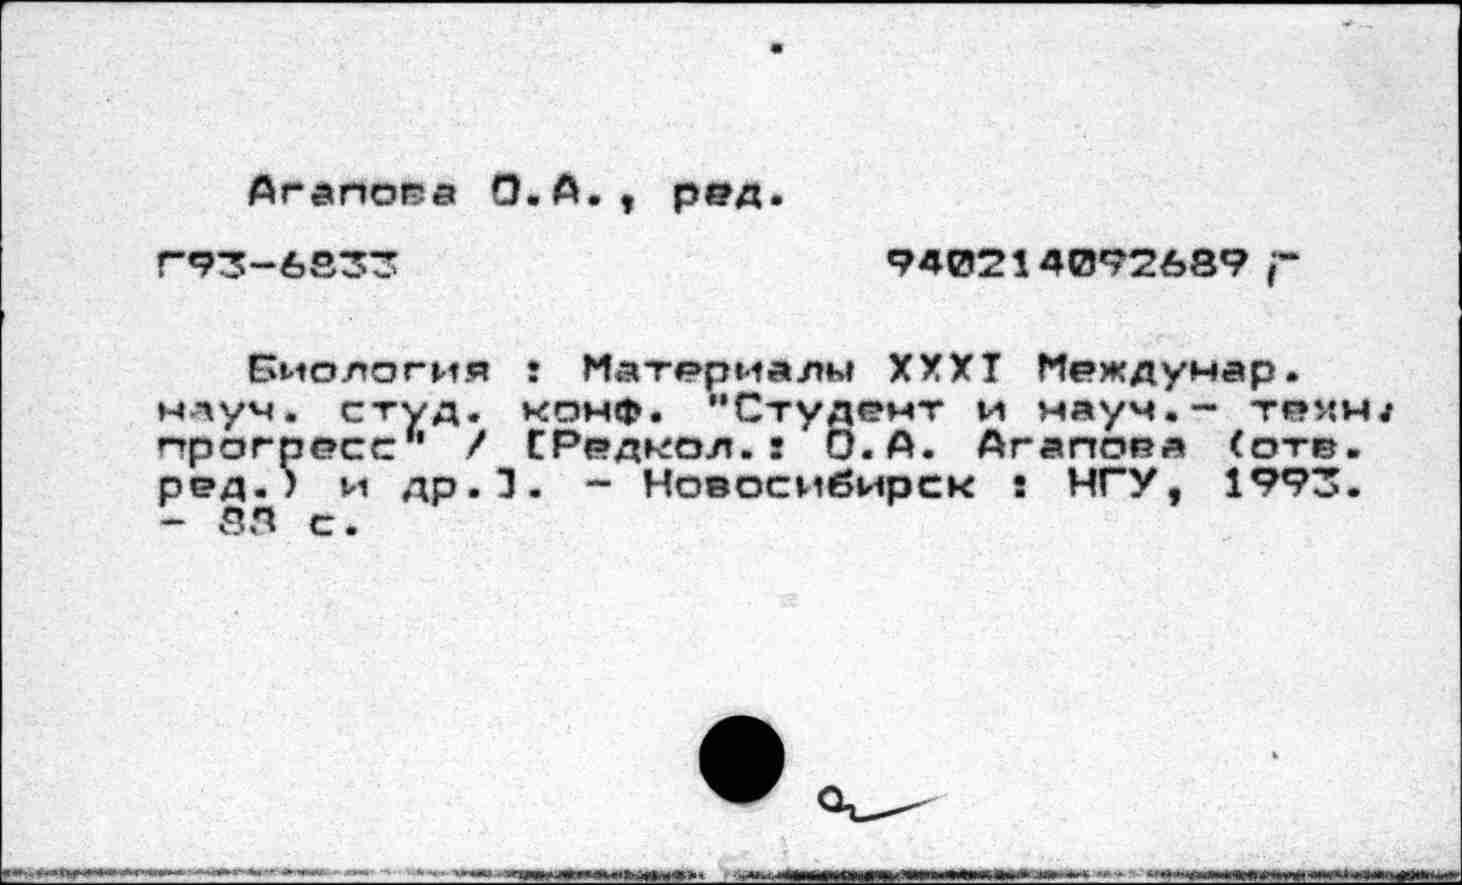 Агапова О.А., ред.
Г93-6833 940214092689 г
Биология : Материалы XXXI Междунар.
науч. студ. конф. "Студент и науч.- техн.
прогресс" / [Редкол.: О.А. Агапова (отв.
ред.) и др.]. - Новосибирск : НГУ, 1993.
- 88 с.